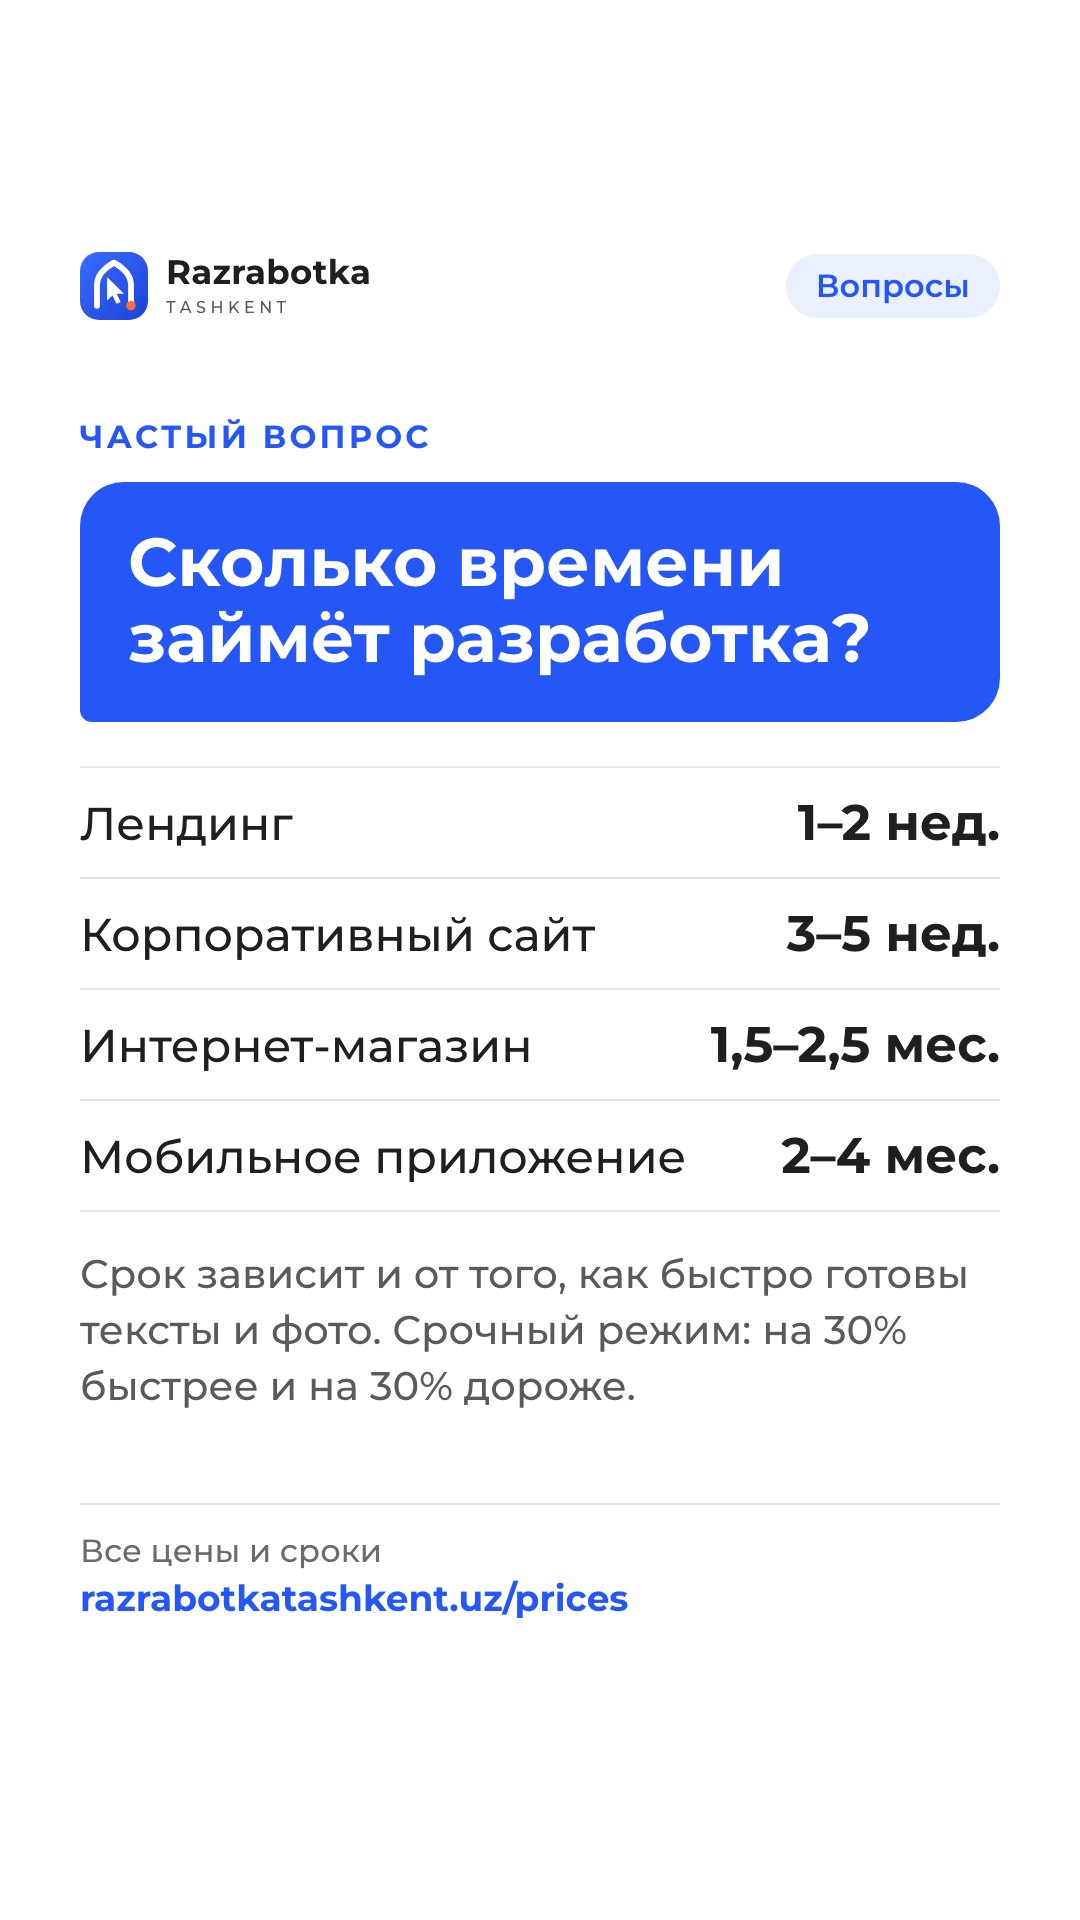 Razrabotka
TASHKENT
Вопросы
ЧАСТЫЙ ВОПРОС
Сколько времени
займёт разработка?
Лендинг 1–2 нед.
Корпоративный сайт 3–5 нед.
Интернет-магазин 1,5–2,5 мес.
Мобильное приложение 2–4 мес.
Срок зависит и от того, как быстро готовы
тексты и фото. Срочный режим: на 30%
быстрее и на 30% дороже.
Все цены и сроки
razrabotkatashkent.uz/prices